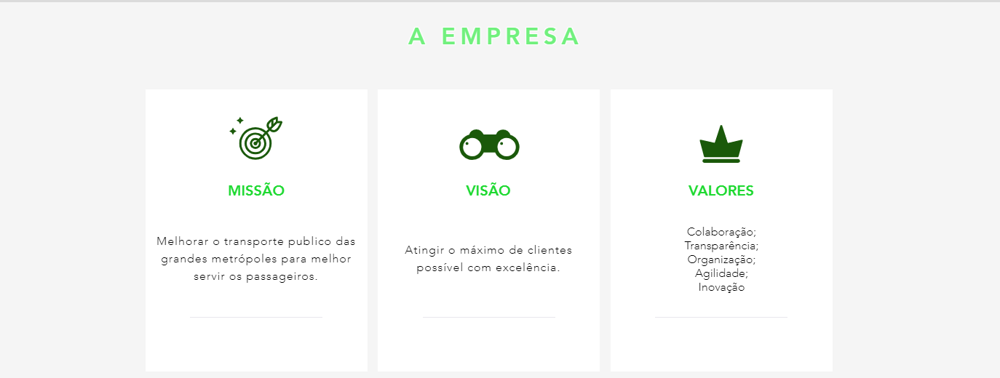 A EMPRESA
MISSÃO
Melhorar o transporte publico das
grandes metrópoles para melhor
servir os passageiros.
VISÃO
Atingir o máximo de clientes
possível com excelência.
VALORES
Colaboração;
Transparência;
Organização;
Agilidade;
Inovação